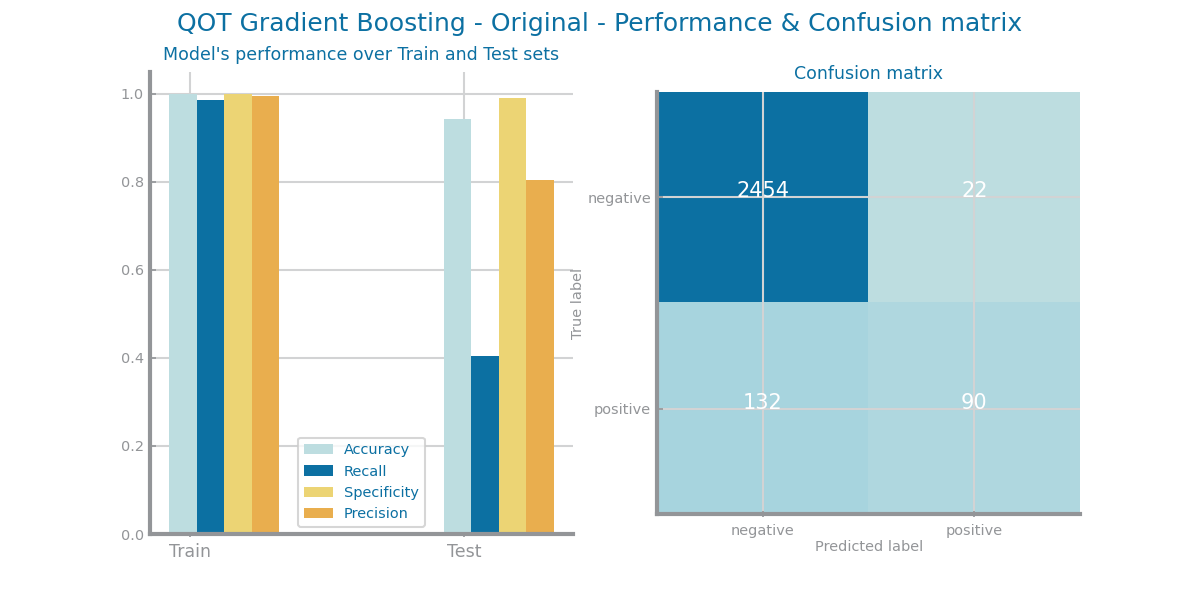 QOT Gradient Boosting - Original - Performance & Confusion matrix
Model's performance over Train and Test sets
1.0
0.8
0.6
0.4
0.2
0.0
Train
Test
Accuracy
Recall
Specificity
Precision
Confusion matrix
True label
negative
positive
2454
22
132
90
negative
positive
Predicted label